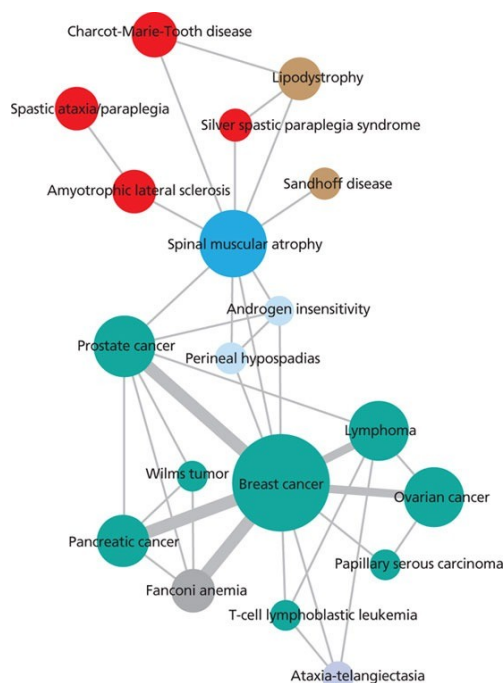 Charcot-Marie-Tooth disease
Lipodystrophy
Spastic ataxia/paraplegia
Silver spastic paraplegia syndrome
Amyotrophic lateral sclerosis
Sandhoff disease
Spinal muscular atrophy
Androgen insensitivity
Prostate cancer
Perineal hypospadias
Lymphoma
Wilms tumor
Breast cancer
Ovarian cancer
Pancreatic cancer
Papillary serous carcinoma
Fanconi anemia
T-cell lymphoblastic leukemia
Ataxia-telangiectasia